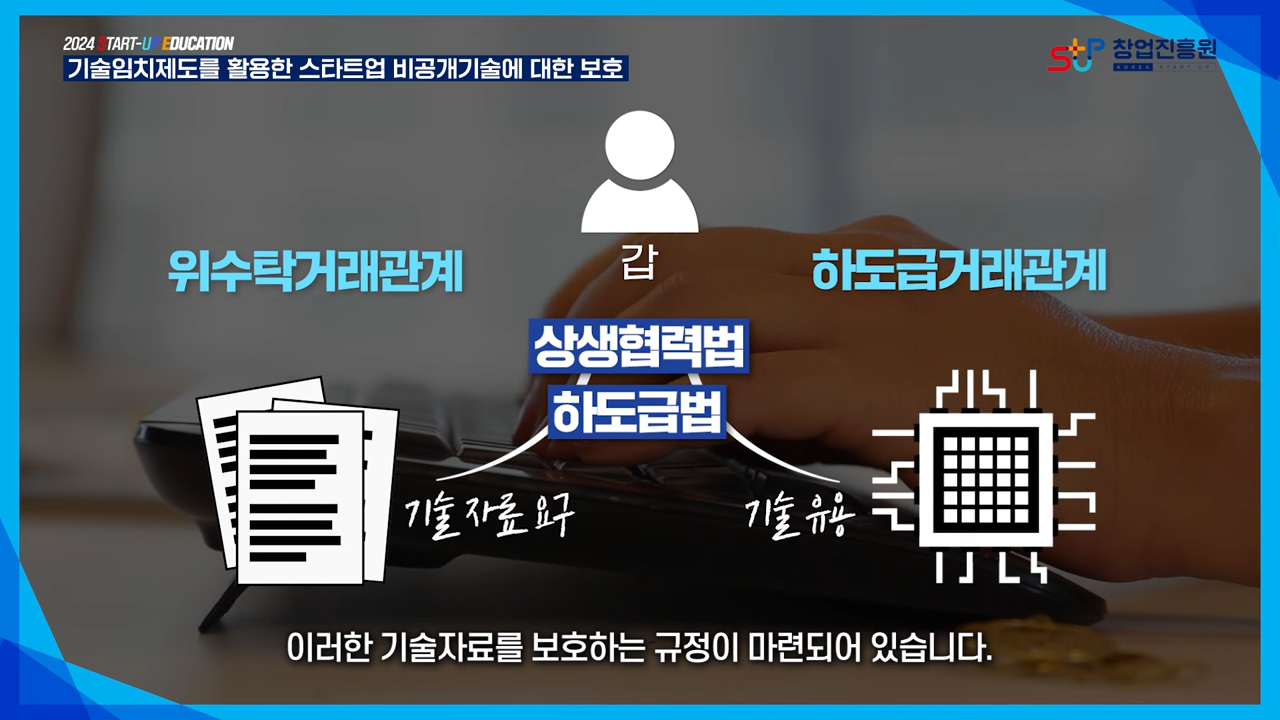 2024 START-UP EDUCATION
기술임치제도를 활용한 스타트업 비공개기술에 대한 보호
STUP 창업진흥원
KOREA START UP
갑
위수탁거래관계
하도급거래관계
상생협력법
하도급법
기술 자료 요구
기술 유용
이러한 기술자료를 보호하는 규정이 마련되어 있습니다.